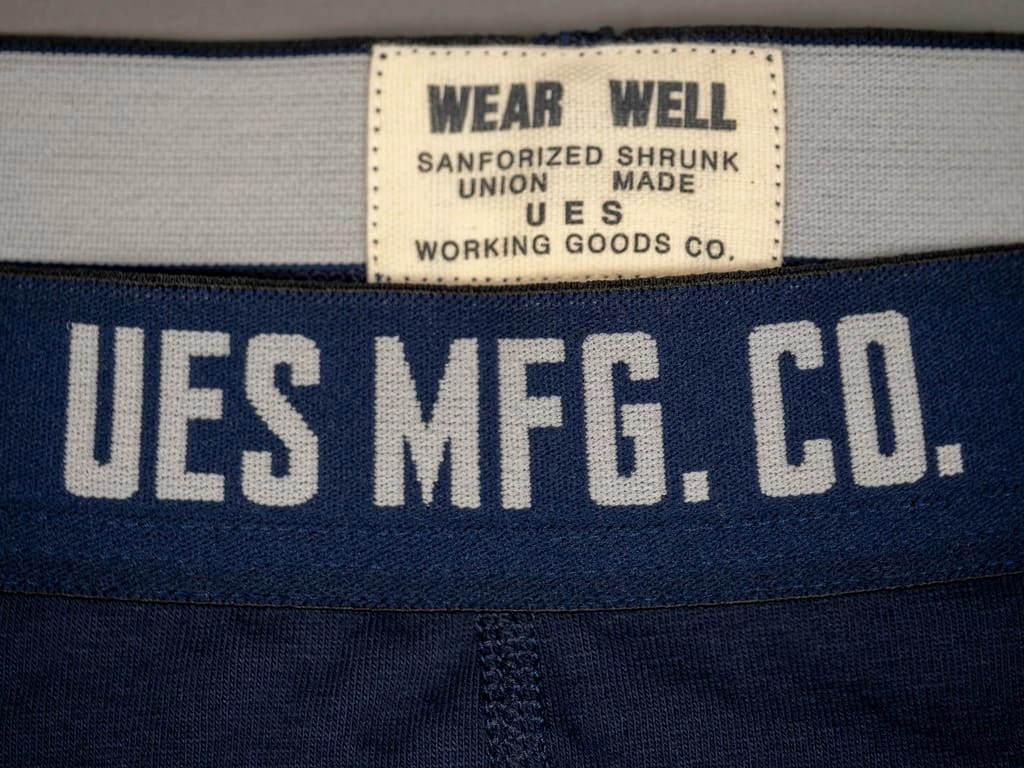 WEAR WELL
SANFORIZED SHRUNK
UNION MADE
UES
WORKING GOODS CO.
UES MFG. CO.